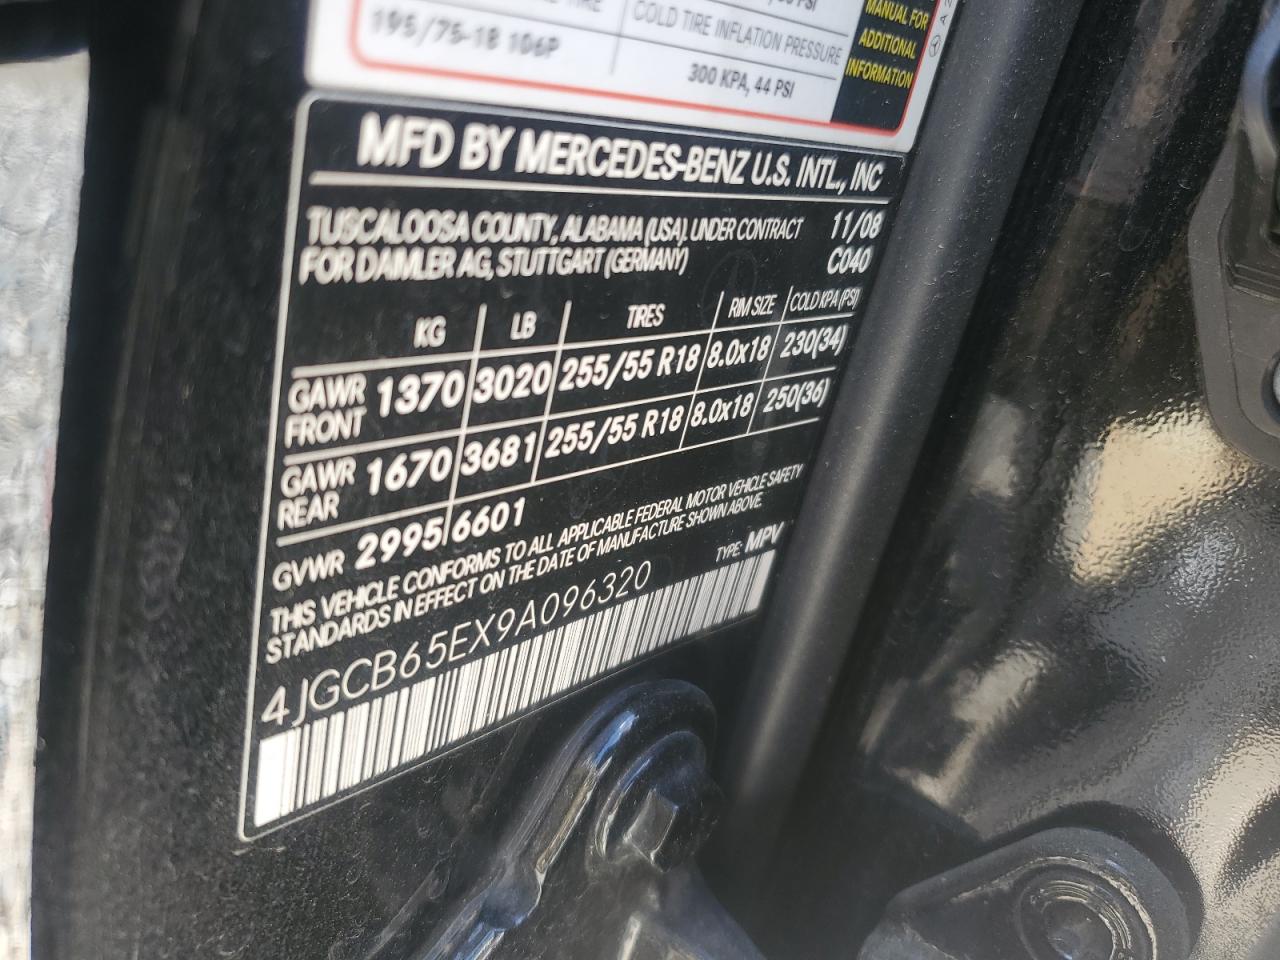 TIRE
COLD TIRE INFLATION PRESSURE
195/75-18 106P
300 KPA, 44 PSI
MANUAL FOR
ADDITIONAL
INFORMATION
MFD BY MERCEDES-BENZ U.S. INTL., INC
TUSCALOOSA COUNTY, ALABAMA (USA). UNDER CONTRACT 11/08
FOR DAIMLER AG, STUTTGART (GERMANY) C040
KG LB TIRES RIM SIZE COLD KPA (PSI)
GAWR FRONT 1370 3020 255/55 R18 8.0x18 230(34)
GAWR REAR 1670 3681 255/55 R18 8.0x18 250(36)
GVWR 2995 6601
THIS VEHICLE CONFORMS TO ALL APPLICABLE FEDERAL MOTOR VEHICLE SAFETY
STANDARDS IN EFFECT ON THE DATE OF MANUFACTURE SHOWN ABOVE.
4JGCB65EX9A096320 TYPE: MPV